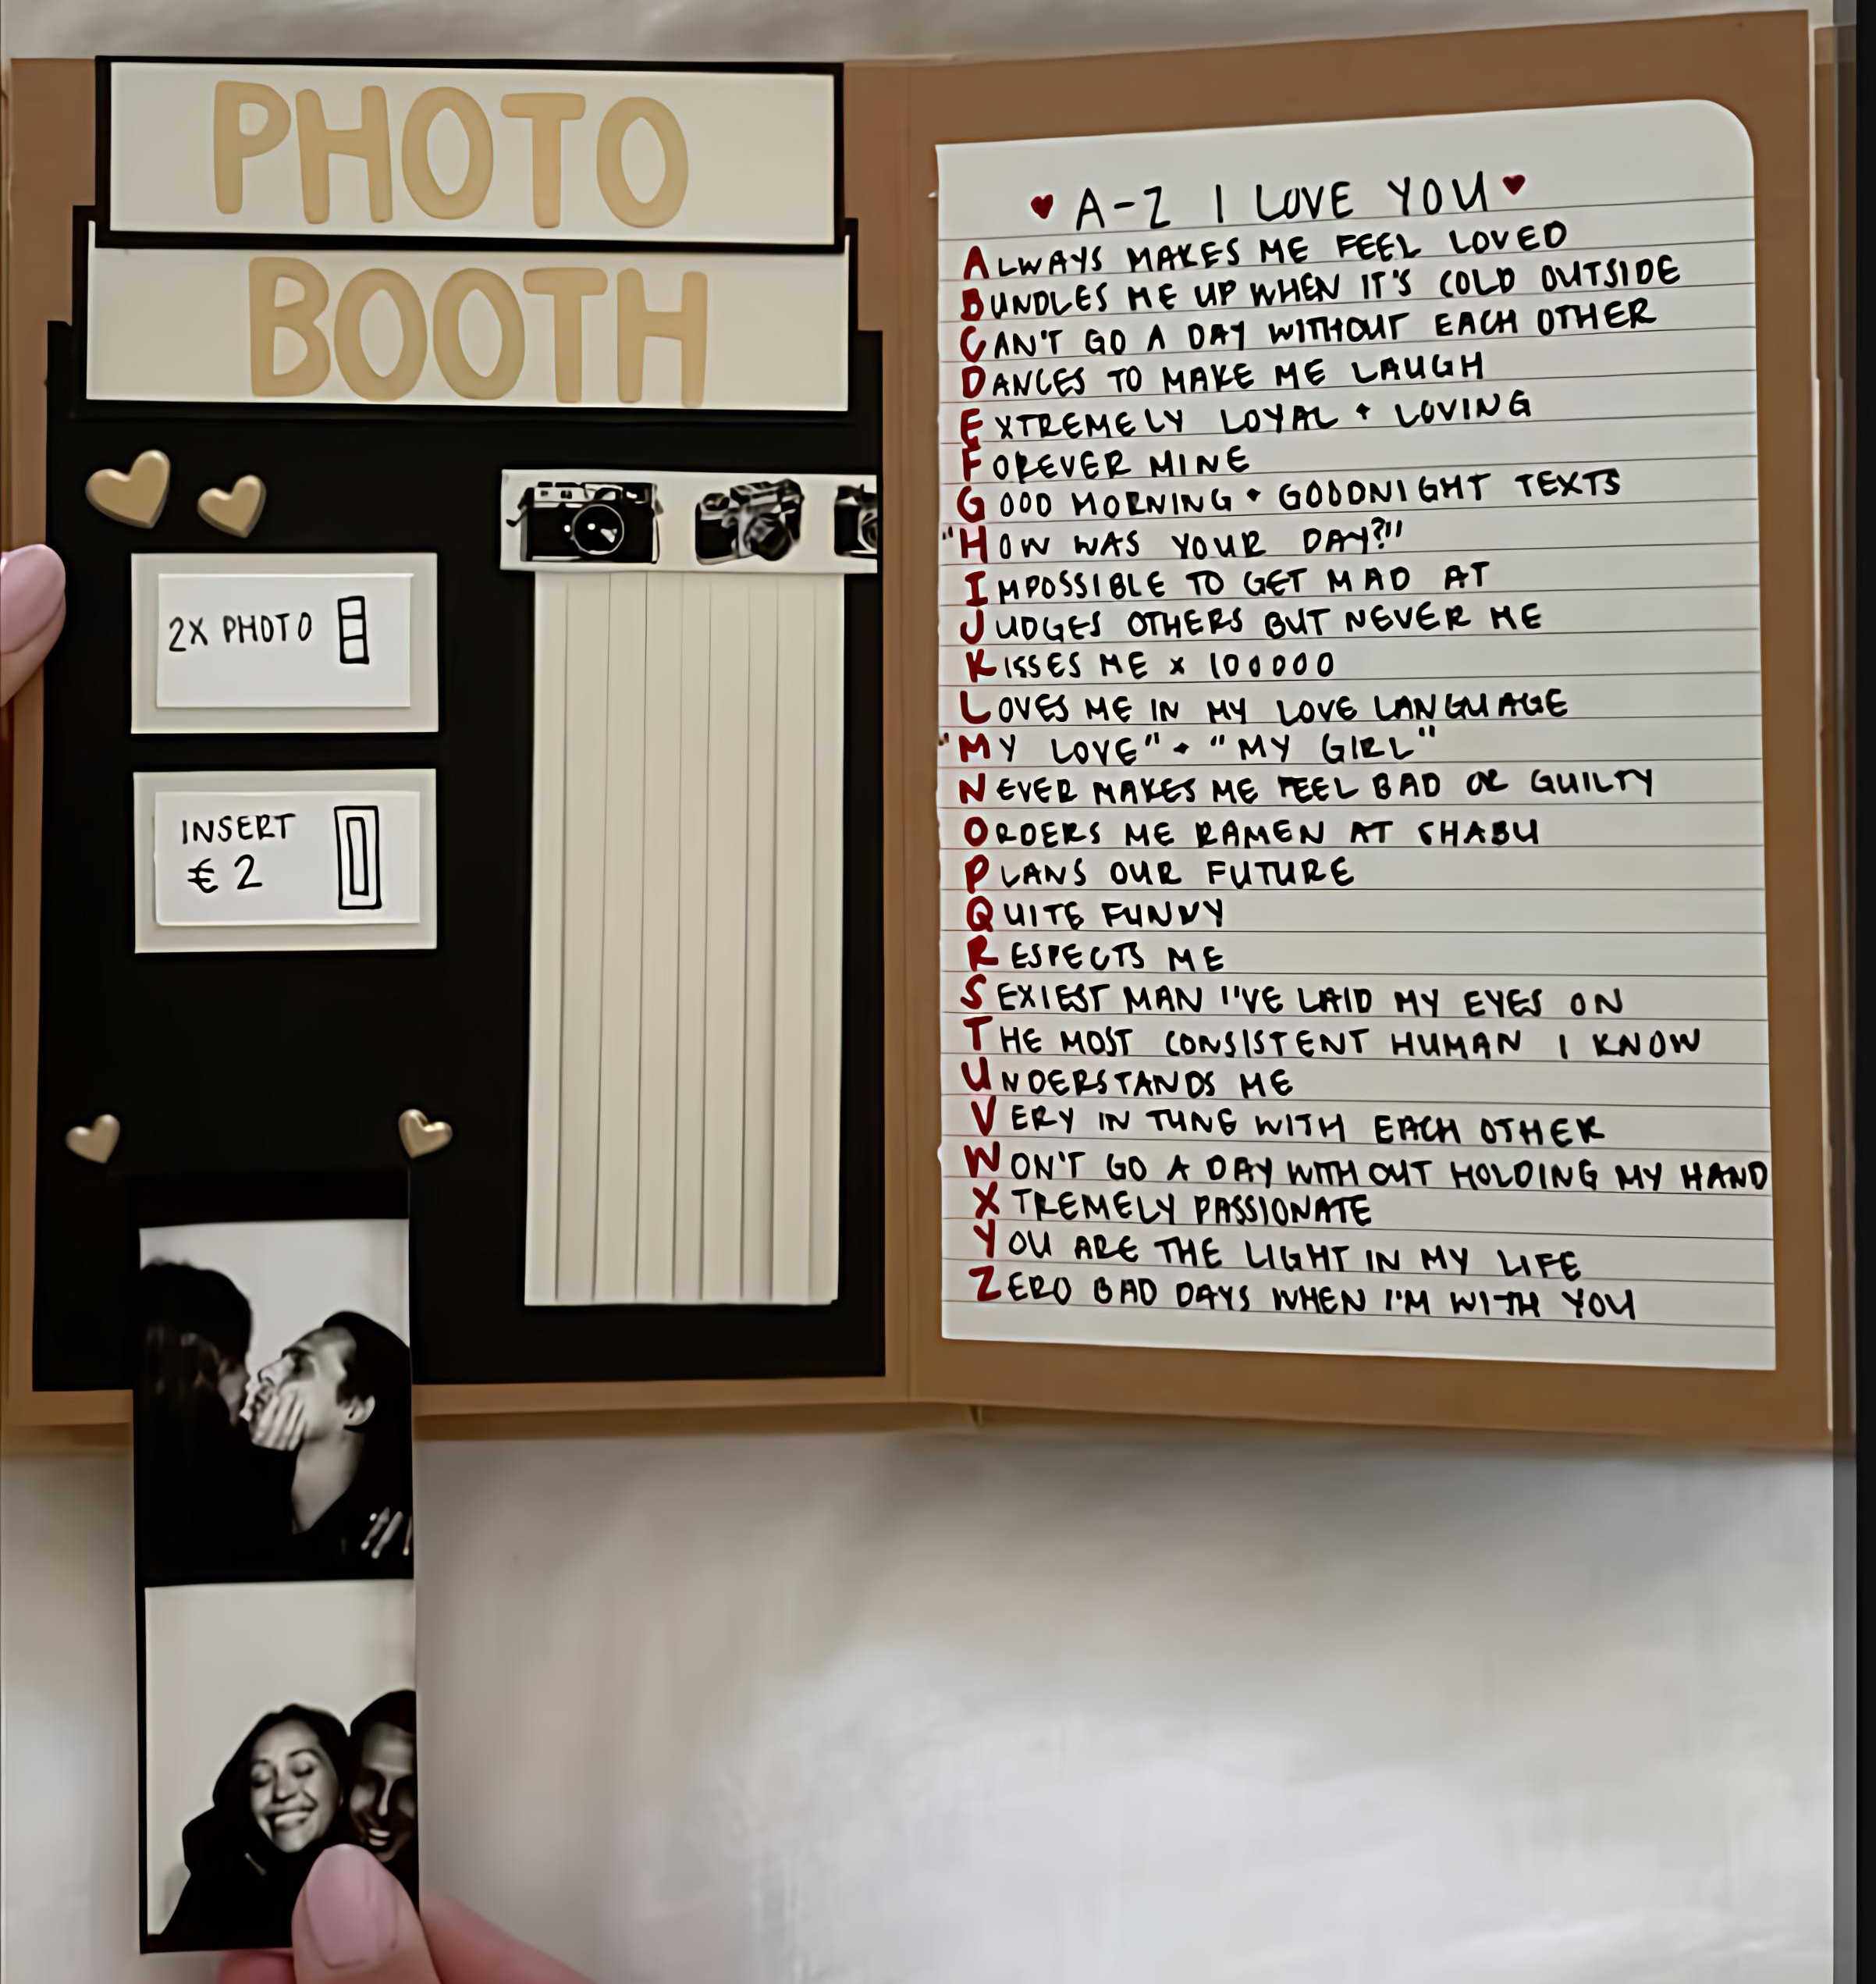 PHOTO
BOOTH
2X PHOTO
INSERT
€ 2
♥ A-Z I LOVE YOU ♥
ALWAYS MAKES ME FEEL LOVED
BUNDLES ME UP WHEN IT'S COLD OUTSIDE
CAN'T GO A DAY WITHOUT EACH OTHER
DANCES TO MAKE ME LAUGH
EXTREMELY LOYAL + LOVING
FOREVER MINE
GOOD MORNING + GOODNIGHT TEXTS
"HOW WAS YOUR DAY?"
IMPOSSIBLE TO GET MAD AT
JUDGES OTHERS BUT NEVER ME
KISSES ME x 100000
LOVES ME IN MY LOVE LANGUAGE
"MY LOVE" + "MY GIRL"
NEVER MAKES ME FEEL BAD OR GUILTY
ORDERS ME RAMEN AT SHABU
PLANS OUR FUTURE
QUITE FUNNY
RESPECTS ME
SEXIEST MAN I'VE LAID MY EYES ON
THE MOST CONSISTENT HUMAN I KNOW
UNDERSTANDS ME
VERY IN TUNE WITH EACH OTHER
WON'T GO A DAY WITHOUT HOLDING MY HAND
XTREMELY PASSIONATE
YOU ARE THE LIGHT IN MY LIFE
ZERO BAD DAYS WHEN I'M WITH YOU